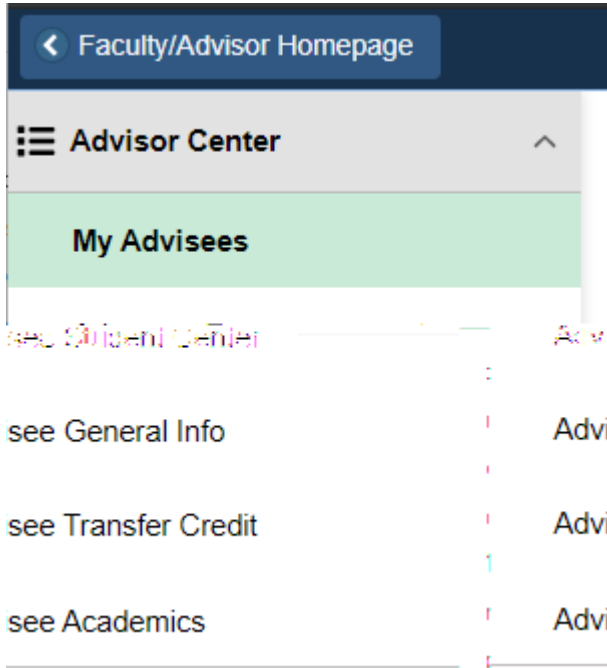 Faculty/Advisor Homepage
Advisor Center
My Advisees
see General Info Advi
see Transfer Credit Advi
see Academics Advi